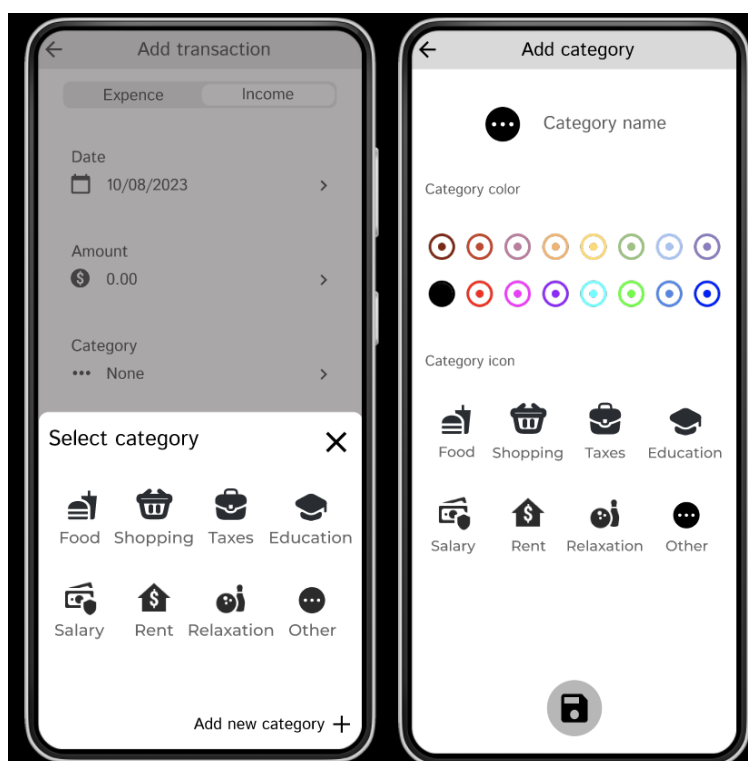 Add transaction
Expence Income
Date
10/08/2023
Amount
$ 0.00
Category
None
Select category
Food Shopping Taxes Education
Salary Rent Relaxation Other
Add new category +
Add category
Category name
Category color
Category icon
Food Shopping Taxes Education
Salary Rent Relaxation Other